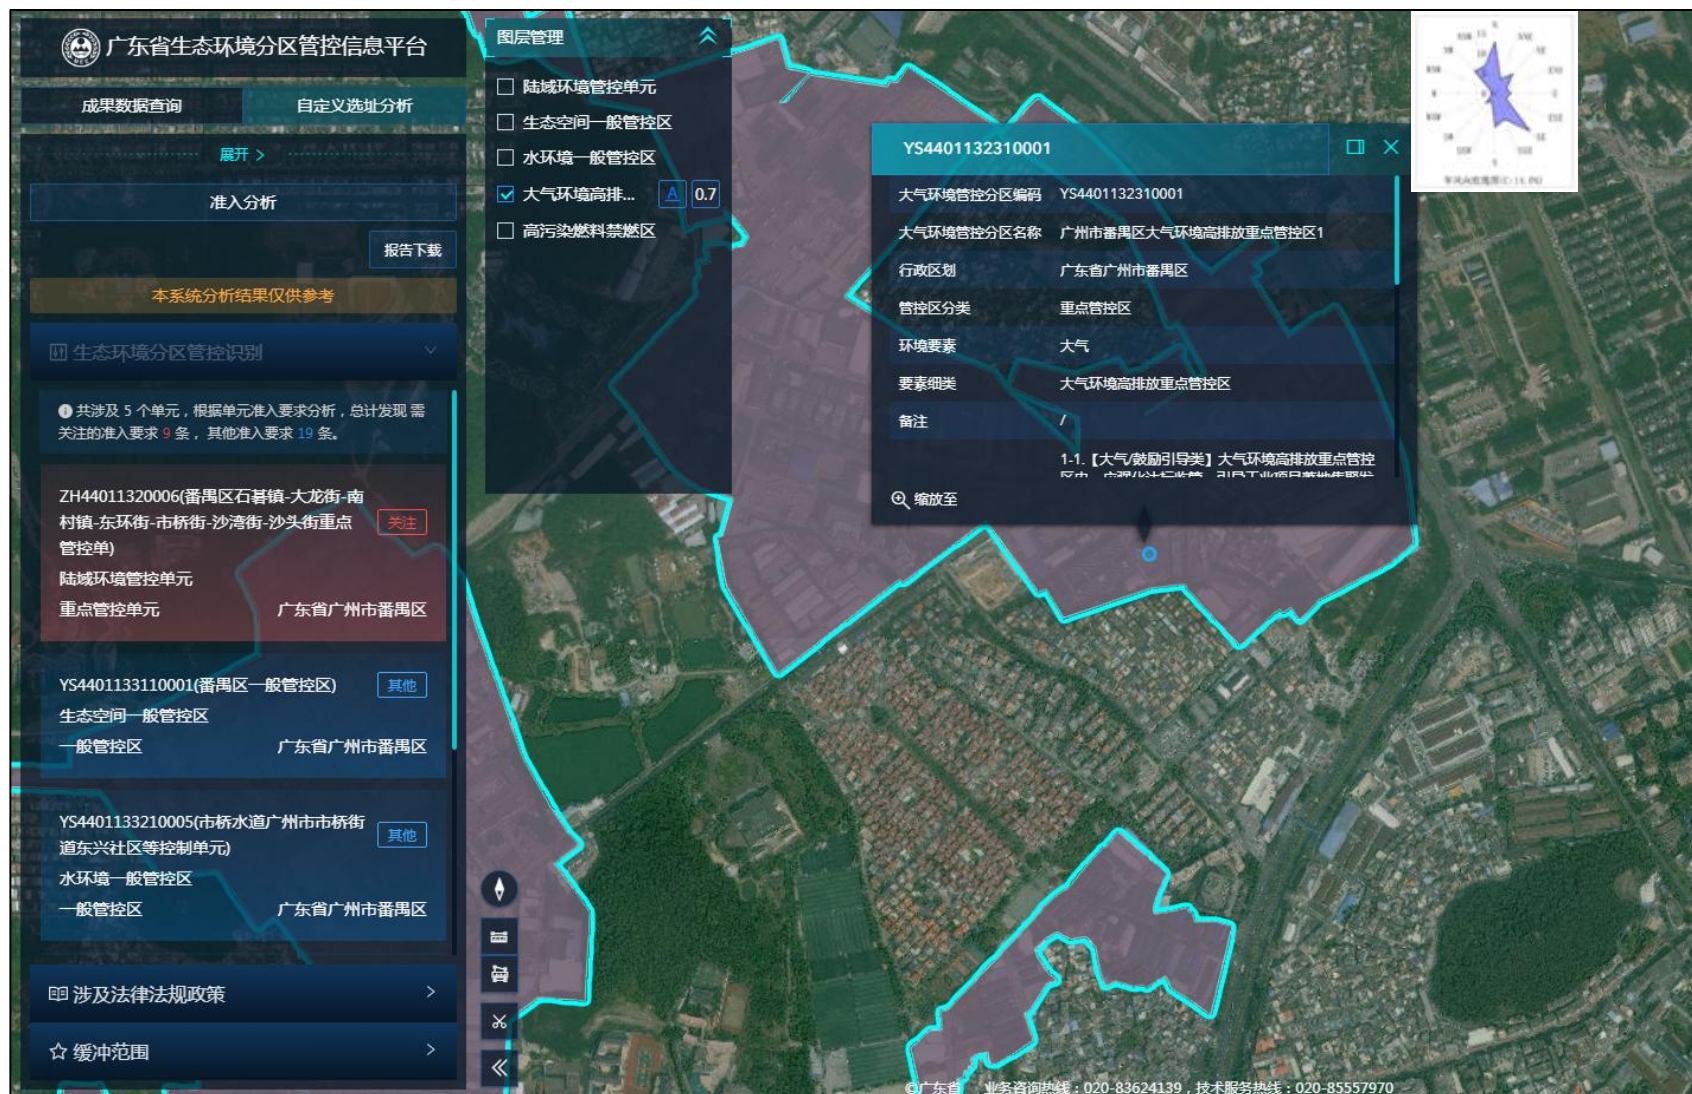 广东省生态环境分区管控信息平台
成果数据查询
自定义选址分析
展开 >
准入分析
报告下载
本系统分析结果仅供参考
生态环境分区管控识别
共涉及 5 个单元，根据单元准入要求分析，总计发现 需
关注的准入要求 9 条， 其他准入要求 19 条。
ZH44011320006(番禺区石碁镇-大龙街-南
村镇-东环街-市桥街-沙湾街-沙头街重点
管控单)
关注
陆域环境管控单元
重点管控单元
广东省广州市番禺区
YS4401133110001(番禺区一般管控区)
其他
生态空间一般管控区
一般管控区
广东省广州市番禺区
YS4401133210005(市桥水道广州市市桥街
道东兴社区等控制单元)
其他
水环境一般管控区
一般管控区
广东省广州市番禺区
涉及法律法规政策
缓冲范围
图层管理
陆域环境管控单元
生态空间一般管控区
水环境一般管控区
大气环境高排...
A
0.7
高污染燃料禁燃区
YS4401132310001
大气环境管控分区编码 YS4401132310001
大气环境管控分区名称 广州市番禺区大气环境高排放重点管控区1
行政区划 广东省广州市番禺区
管控区分类 重点管控区
环境要素 大气
要素细类 大气环境高排放重点管控区
备注 /
1-1.【大气/鼓励引导类】大气环境高排放重点管控
缩放至
©广东省 业务咨询热线：020-83624139，技术服务热线：020-85557970